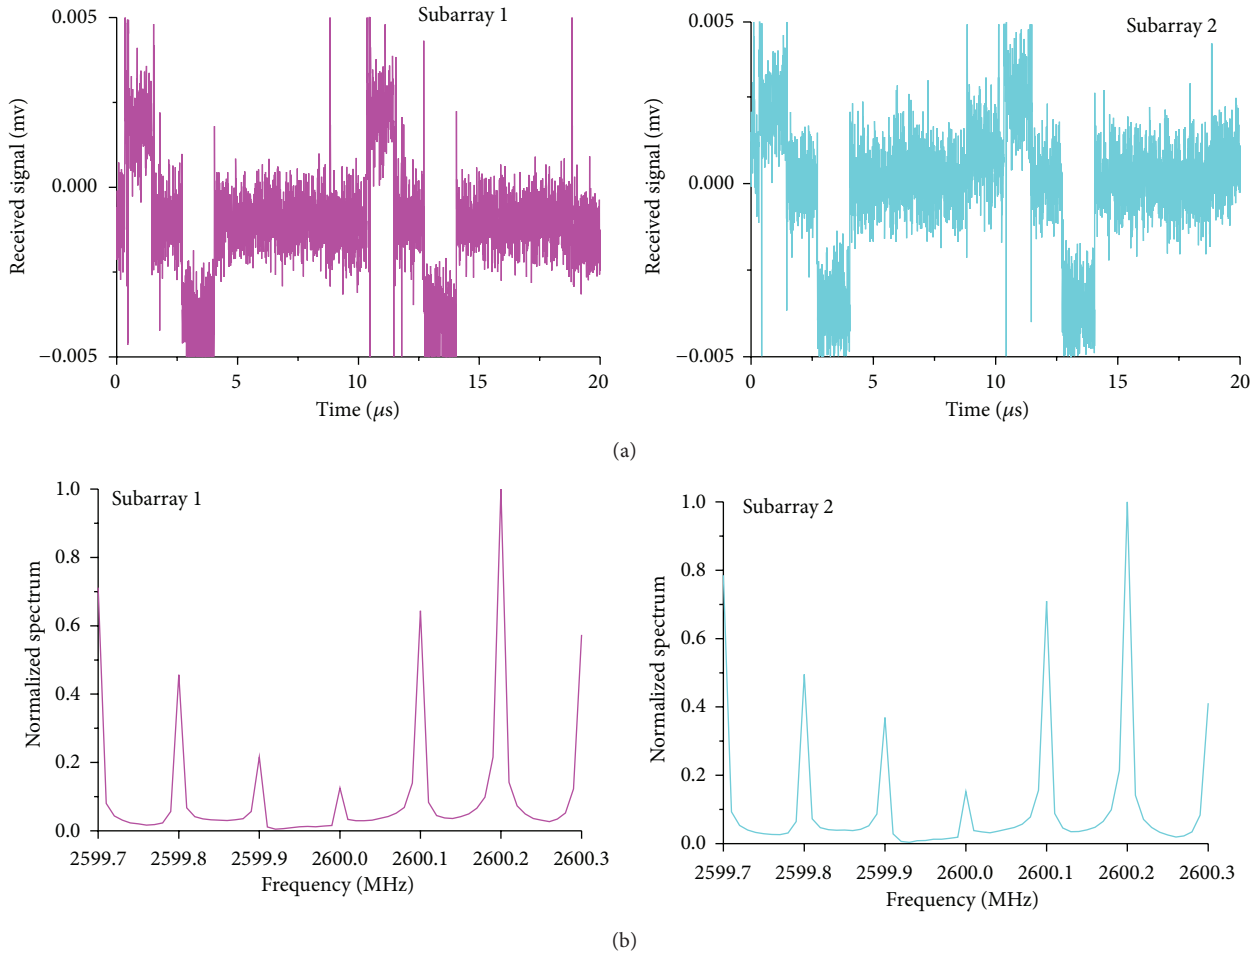 Subarray 1
Received signal (mv)
0.005
0.000
−0.005
0 5 10 15 20
Time (μs)
Subarray 2
Received signal (mv)
0.005
0.000
−0.005
0 5 10 15 20
Time (μs)
(a)
Subarray 1
Normalized spectrum
1.0
0.8
0.6
0.4
0.2
0.0
2599.7 2599.8 2599.9 2600.0 2600.1 2600.2 2600.3
Frequency (MHz)
Subarray 2
Normalized spectrum
1.0
0.8
0.6
0.4
0.2
0.0
2599.7 2599.8 2599.9 2600.0 2600.1 2600.2 2600.3
Frequency (MHz)
(b)